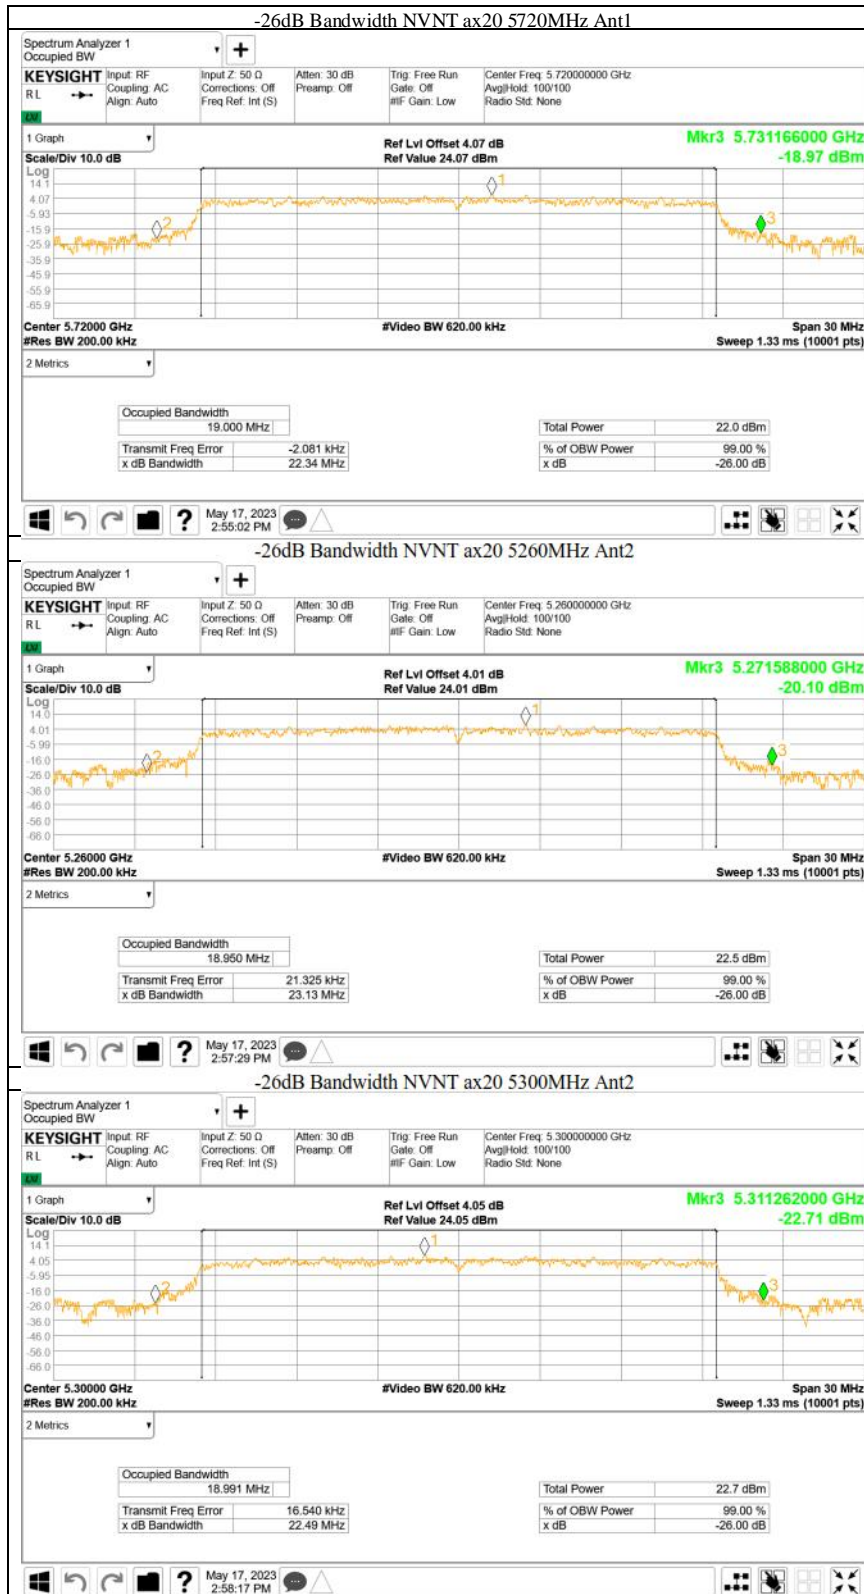 -26dB Bandwidth NVNT ax20 5720MHz Ant1
Spectrum Analyzer 1
Occupied BW
+
KEYSIGHT Input: RF Input Z: 50 Ω Atten: 30 dB Trig: Free Run Center Freq: 5.720000000 GHz
RL Coupling: AC Corrections: Off Preamp: Off Gate: Off Avg|Hold: 100/100
Align: Auto Freq Ref: Int (S) #IF Gain: Low Radio Std: None
1 Graph Ref Lvl Offset 4.07 dB Mkr3 5.731166000 GHz
Scale/Div 10.0 dB Ref Value 24.07 dBm -18.97 dBm
Log
14.1
4.07
-5.93
-15.9
-25.9
-35.9
-45.9
-55.9
-65.9
1
2
3
Center 5.72000 GHz #Video BW 620.00 kHz Span 30 MHz
#Res BW 200.00 kHz Sweep 1.33 ms (10001 pts)
2 Metrics
Occupied Bandwidth
19.000 MHz Total Power 22.0 dBm
Transmit Freq Error -2.081 kHz % of OBW Power 99.00 %
x dB Bandwidth 22.34 MHz x dB -26.00 dB
? May 17, 2023
2:55:02 PM
-26dB Bandwidth NVNT ax20 5260MHz Ant2
Spectrum Analyzer 1
Occupied BW
+
KEYSIGHT Input: RF Input Z: 50 Ω Atten: 30 dB Trig: Free Run Center Freq: 5.260000000 GHz
RL Coupling: AC Corrections: Off Preamp: Off Gate: Off Avg|Hold: 100/100
Align: Auto Freq Ref: Int (S) #IF Gain: Low Radio Std: None
1 Graph Ref Lvl Offset 4.01 dB Mkr3 5.271588000 GHz
Scale/Div 10.0 dB Ref Value 24.01 dBm -20.10 dBm
Log
14.0
4.01
-5.99
-16.0
-26.0
-36.0
-46.0
-56.0
-66.0
1
2
3
Center 5.26000 GHz #Video BW 620.00 kHz Span 30 MHz
#Res BW 200.00 kHz Sweep 1.33 ms (10001 pts)
2 Metrics
Occupied Bandwidth
18.950 MHz Total Power 22.5 dBm
Transmit Freq Error 21.325 kHz % of OBW Power 99.00 %
x dB Bandwidth 23.13 MHz x dB -26.00 dB
? May 17, 2023
2:57:29 PM
-26dB Bandwidth NVNT ax20 5300MHz Ant2
Spectrum Analyzer 1
Occupied BW
+
KEYSIGHT Input: RF Input Z: 50 Ω Atten: 30 dB Trig: Free Run Center Freq: 5.300000000 GHz
RL Coupling: AC Corrections: Off Preamp: Off Gate: Off Avg|Hold: 100/100
Align: Auto Freq Ref: Int (S) #IF Gain: Low Radio Std: None
1 Graph Ref Lvl Offset 4.05 dB Mkr3 5.311262000 GHz
Scale/Div 10.0 dB Ref Value 24.05 dBm -22.71 dBm
Log
14.1
4.05
-5.95
-16.0
-26.0
-36.0
-46.0
-56.0
-66.0
1
2
3
Center 5.30000 GHz #Video BW 620.00 kHz Span 30 MHz
#Res BW 200.00 kHz Sweep 1.33 ms (10001 pts)
2 Metrics
Occupied Bandwidth
18.991 MHz Total Power 22.7 dBm
Transmit Freq Error 16.540 kHz % of OBW Power 99.00 %
x dB Bandwidth 22.49 MHz x dB -26.00 dB
? May 17, 2023
2:58:17 PM